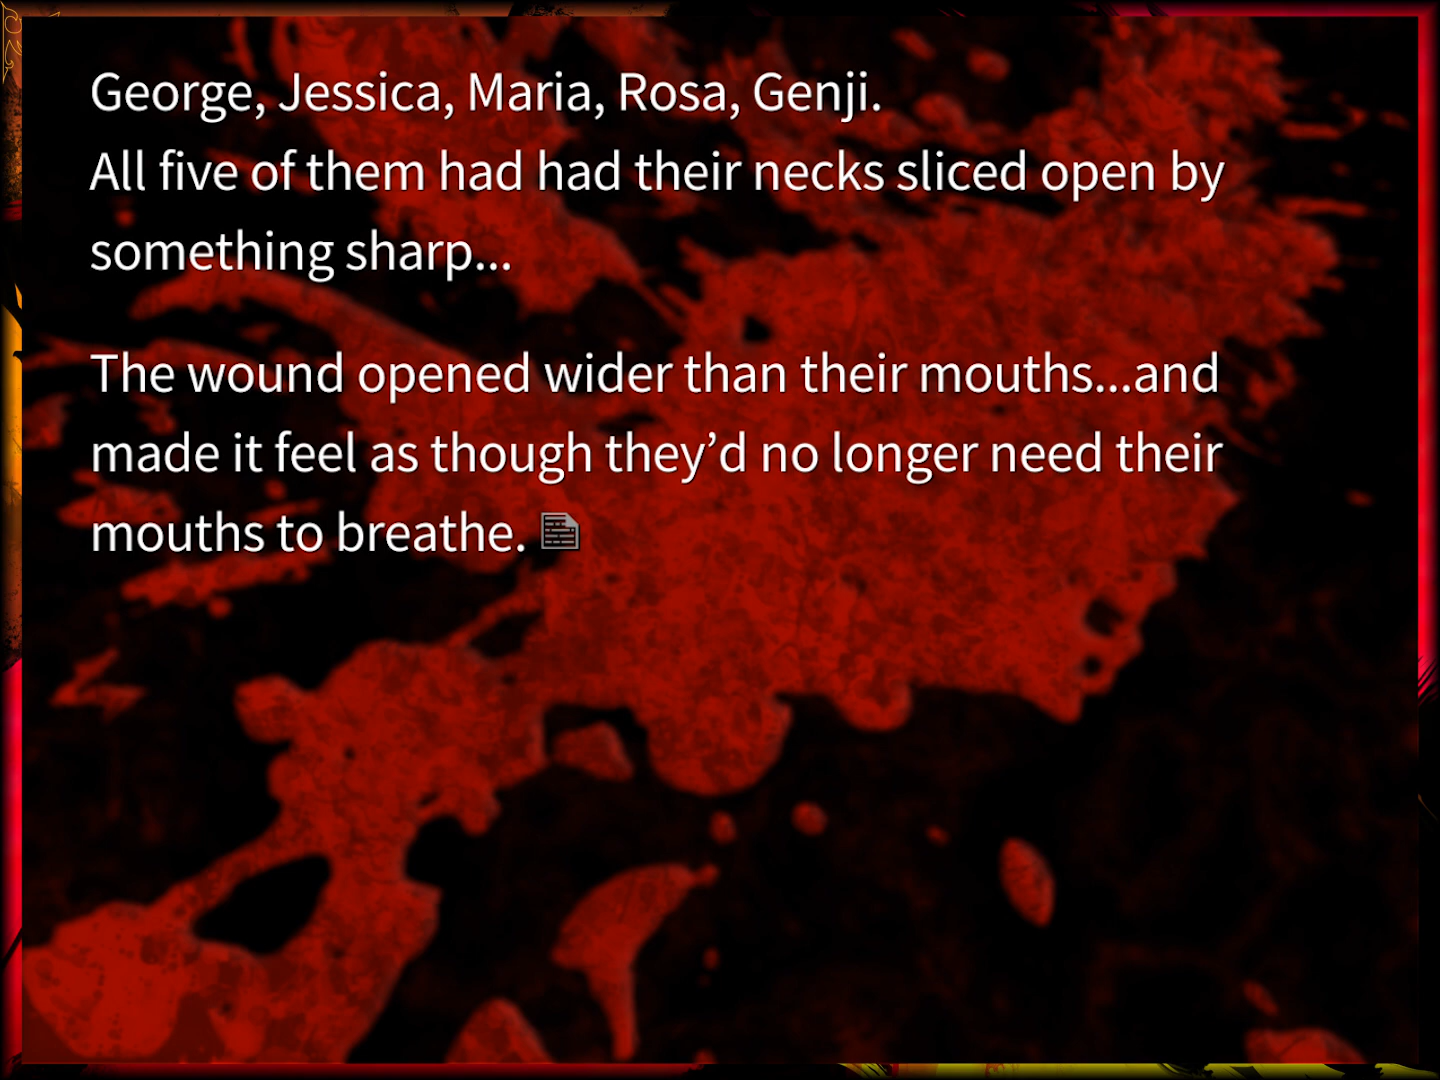 George, Jessica, Maria, Rosa, Genji.
All five of them had had their necks sliced open by
something sharp...
The wound opened wider than their mouths...and
made it feel as though they’d no longer need their
mouths to breathe.